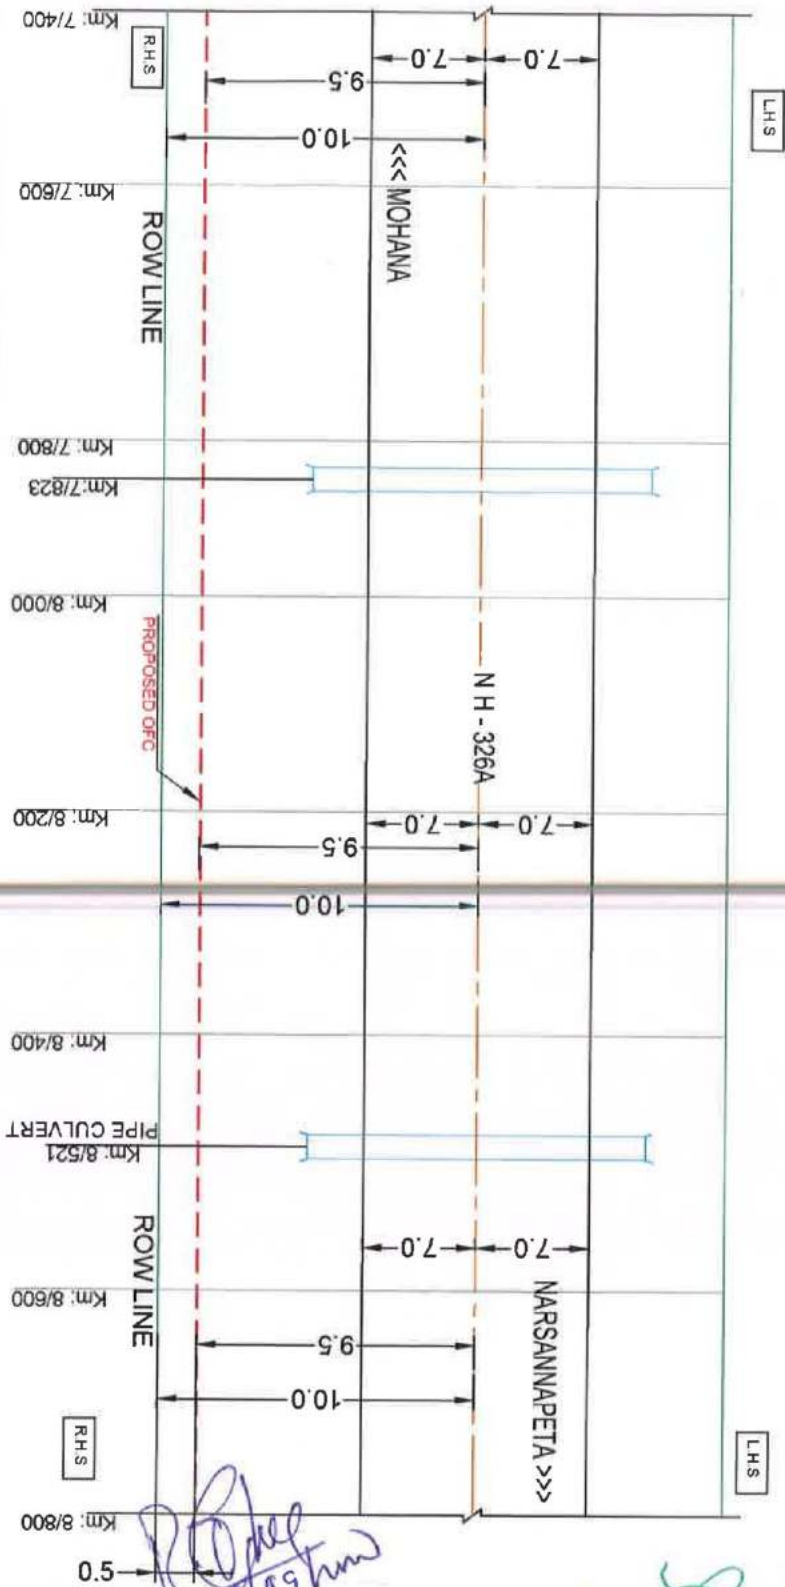 Km: 7/400
R.H.S
L.H.S
7.0
7.0
9.5
10.0
<<< MOHANA
Km: 7/600
ROW LINE
Km: 7/800
Km:7/823
Km: 8/000
PROPOSED OFC
N H - 326A
Km: 8/200
7.0
7.0
9.5
10.0
Km: 8/400
PIPE CULVERT
Km: 8/521
ROW LINE
7.0
7.0
Km: 8/600
NARSANNAPETA >>>
9.5
10.0
R.H.S
L.H.S
Km: 8/800
0.5